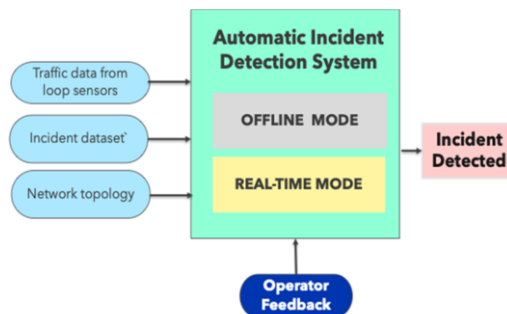 Automatic Incident
Detection System
Traffic data from
loop sensors
OFFLINE MODE
Incident dataset*
Incident
Detected
REAL-TIME MODE
Network topology
Operator
Feedback